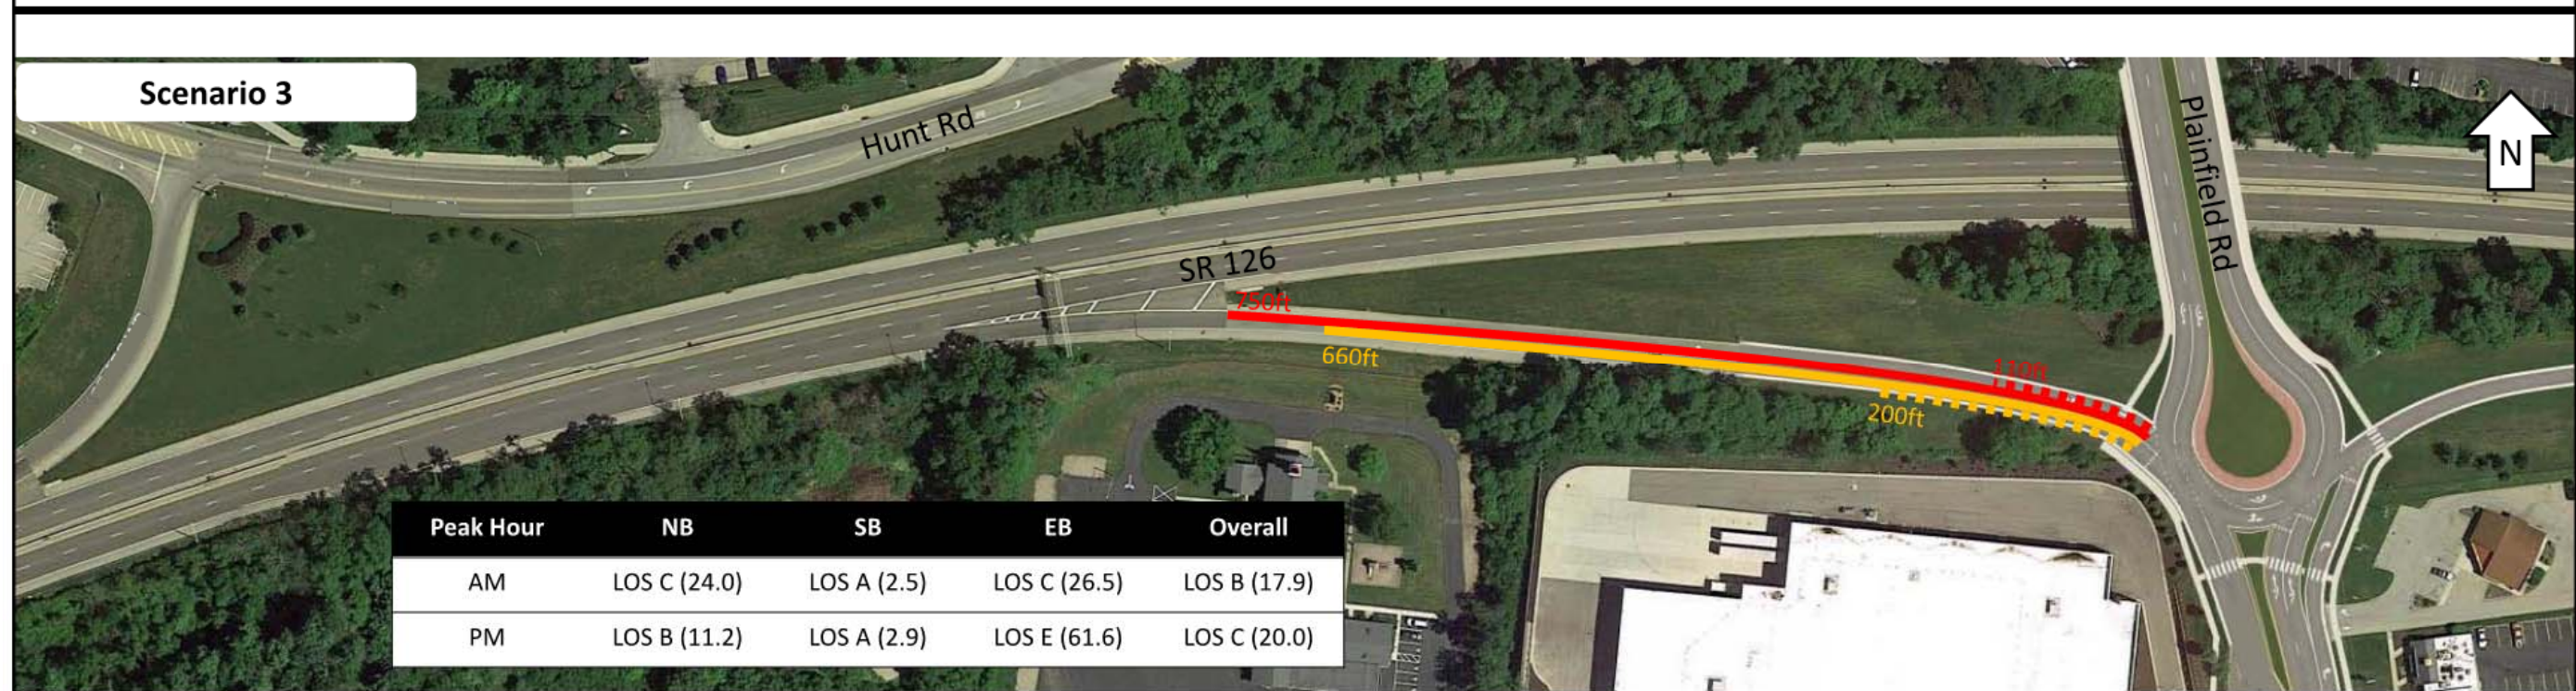 Scenario 3
Hunt Rd
Plainfield Rd
N
SR 126
750ft
660ft
110ft
200ft
Peak Hour NB SB EB Overall
AM LOS C (24.0) LOS A (2.5) LOS C (26.5) LOS B (17.9)
PM LOS B (11.2) LOS A (2.9) LOS E (61.6) LOS C (20.0)